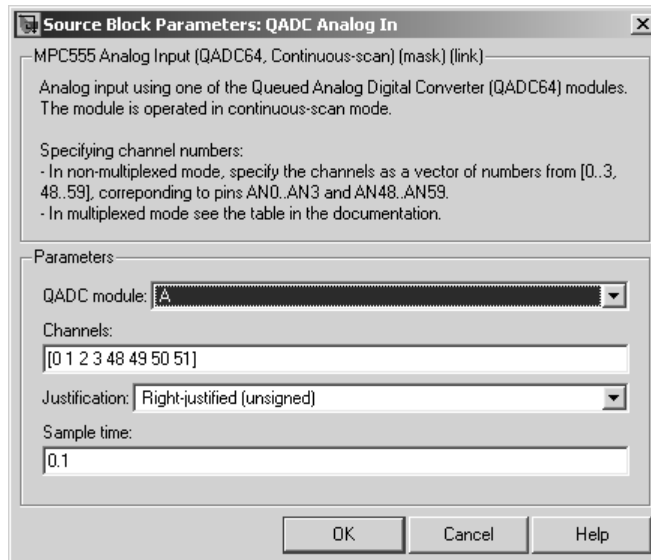 Source Block Parameters: QADC Analog In
MPC555 Analog Input (QADC64, Continuous-scan) (mask) (link)
Analog input using one of the Queued Analog Digital Converter (QADC64) modules.
The module is operated in continuous-scan mode.
Specifying channel numbers:
- In non-multiplexed mode, specify the channels as a vector of numbers from [0..3,
48..59], correponding to pins AN0..AN3 and AN48..AN59.
- In multiplexed mode see the table in the documentation.
Parameters
QADC module: A
Channels:
[0 1 2 3 48 49 50 51]
Justification: Right-justified (unsigned)
Sample time:
0.1
OK Cancel Help